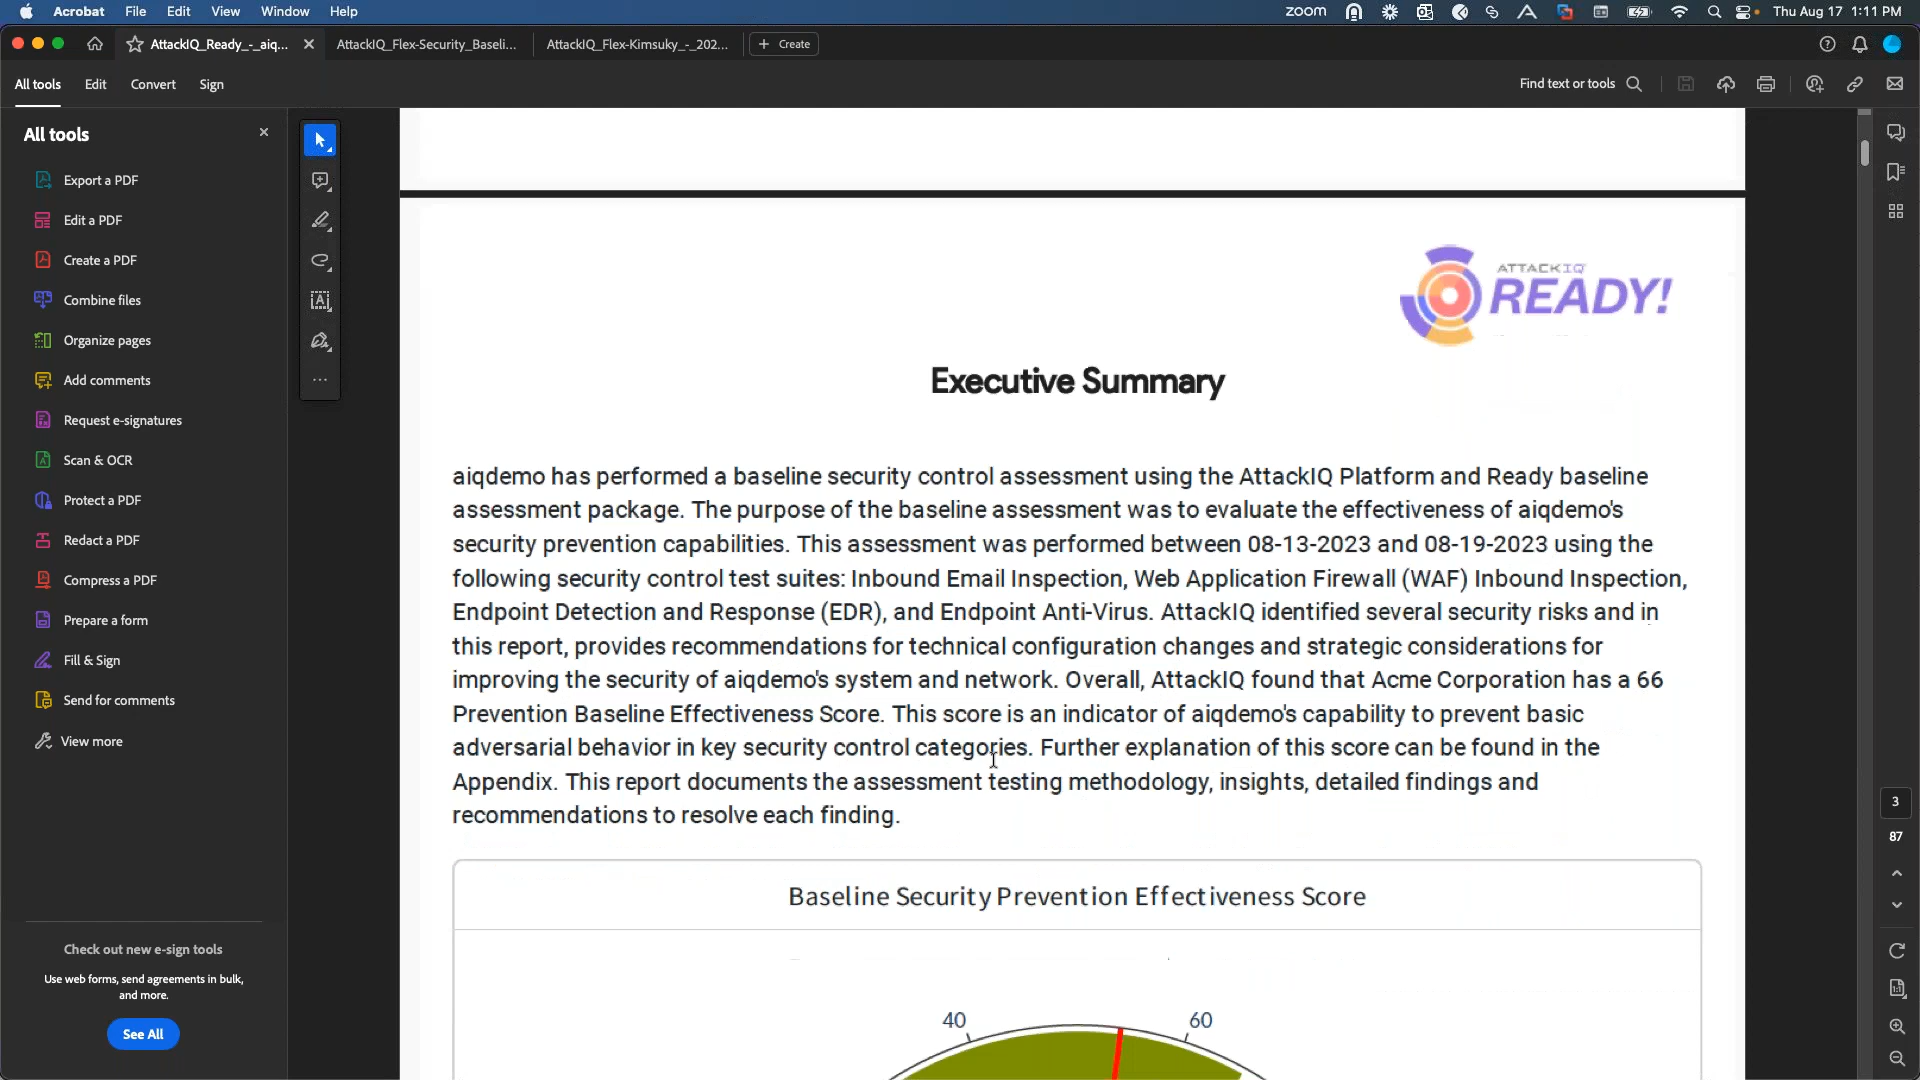 Acrobat File Edit View Window Help
zoom
Thu Aug 17 1:11 PM
AttackIQ_Ready_-_aiq...
AttackIQ_Flex-Security_Baseli...
AttackIQ_Flex-Kimsuky_-_202...
Create
All tools Edit Convert Sign
Find text or tools
All tools
Export a PDF
Edit a PDF
Create a PDF
Combine files
Organize pages
Add comments
Request e-signatures
Scan & OCR
Protect a PDF
Redact a PDF
Compress a PDF
Prepare a form
Fill & Sign
Send for comments
View more
Check out new e-sign tools
Use web forms, send agreements in bulk,
and more.
See All
ATTACKIQ
READY!
Executive Summary
aiqdemo has performed a baseline security control assessment using the AttackIQ Platform and Ready baseline
assessment package. The purpose of the baseline assessment was to evaluate the effectiveness of aiqdemo's
security prevention capabilities. This assessment was performed between 08-13-2023 and 08-19-2023 using the
following security control test suites: Inbound Email Inspection, Web Application Firewall (WAF) Inbound Inspection,
Endpoint Detection and Response (EDR), and Endpoint Anti-Virus. AttackIQ identified several security risks and in
this report, provides recommendations for technical configuration changes and strategic considerations for
improving the security of aiqdemo's system and network. Overall, AttackIQ found that Acme Corporation has a 66
Prevention Baseline Effectiveness Score. This score is an indicator of aiqdemo's capability to prevent basic
adversarial behavior in key security control categories. Further explanation of this score can be found in the
Appendix. This report documents the assessment testing methodology, insights, detailed findings and
recommendations to resolve each finding.
Baseline Security Prevention Effectiveness Score
40
60
3
87